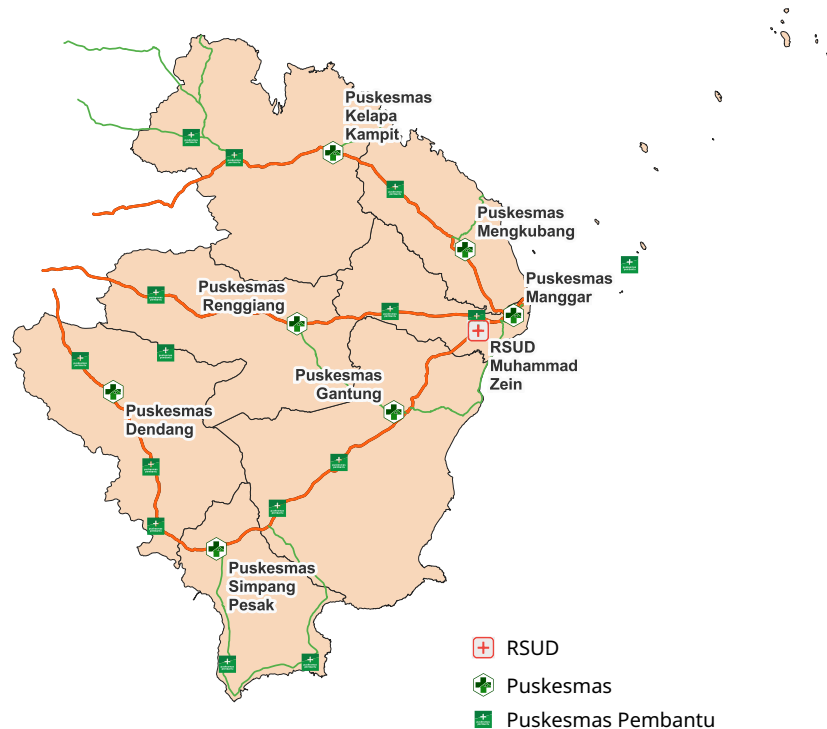 Puskesmas
Kelapa
Kampit
Puskesmas
Mengkubang
Puskesmas
Manggar
Puskesmas
Renggiang
RSUD
Muhammad
Zein
Puskesmas
Gantung
Puskesmas
Dendang
Puskesmas
Simpang
Pesak
RSUD
Puskesmas
Puskesmas Pembantu